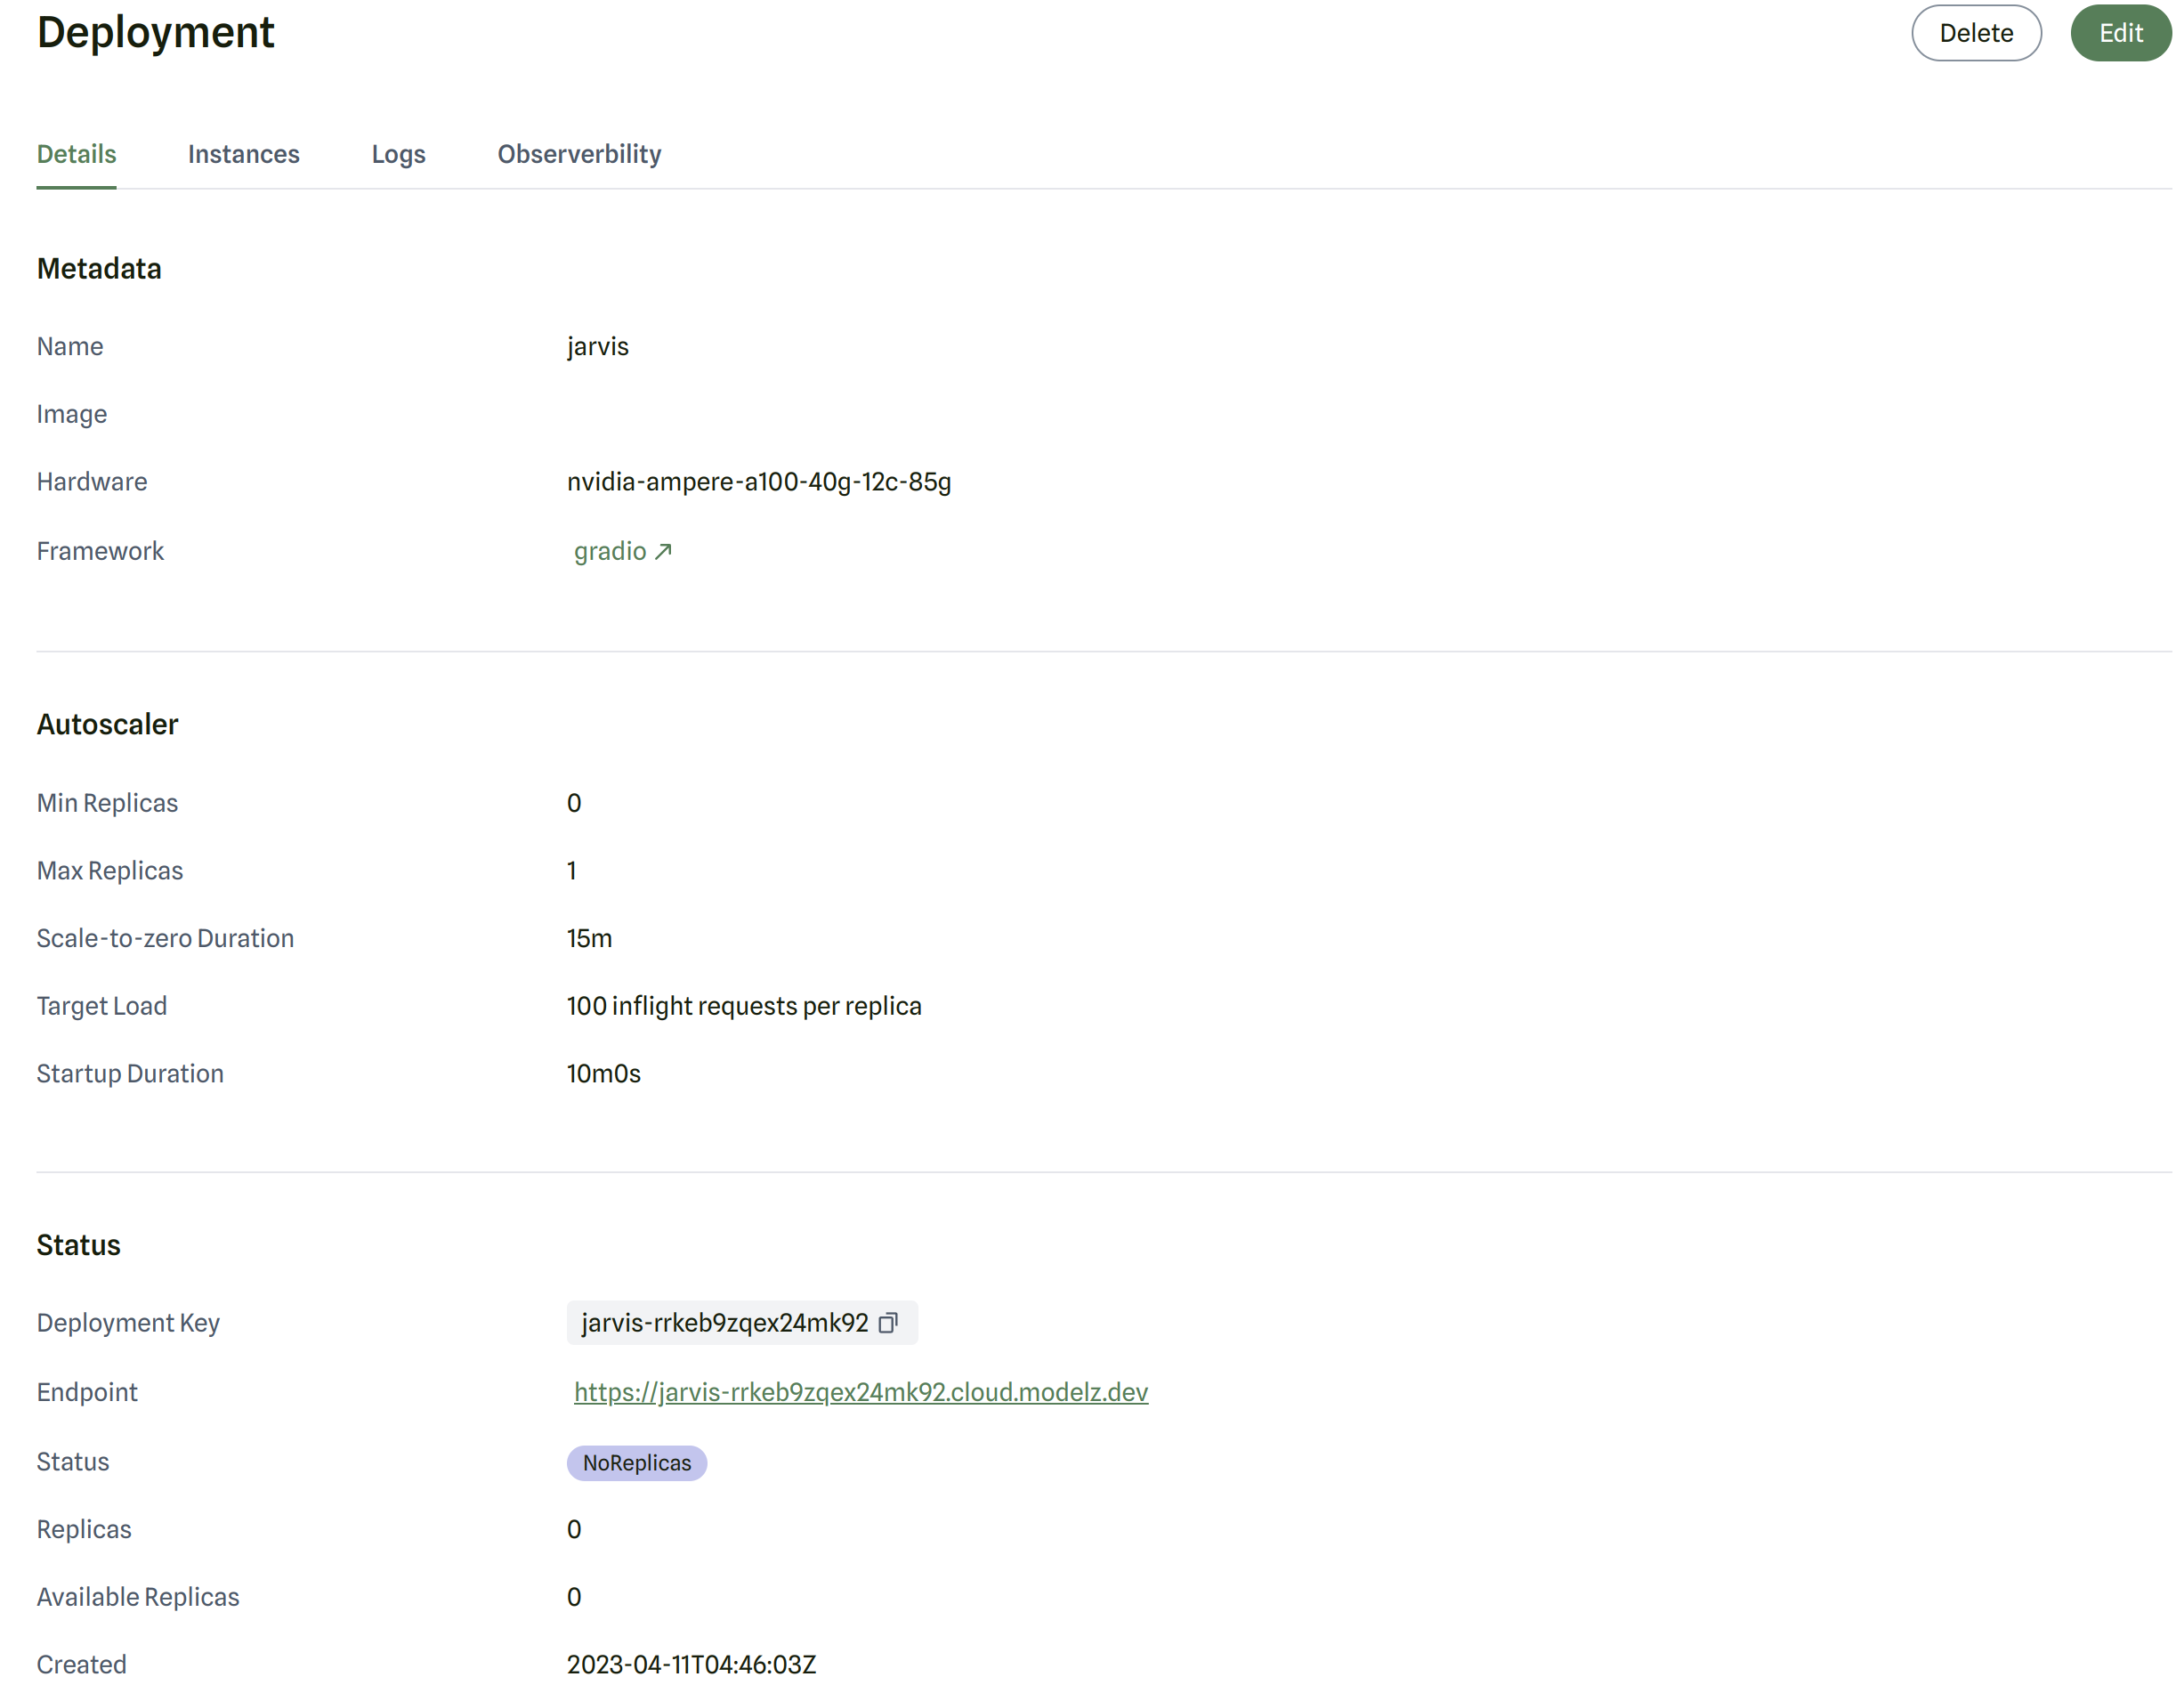 Deployment
Delete
Edit
Details
Instances
Logs
Observerbility
Metadata
Name
jarvis
Image
Hardware
nvidia-ampere-a100-40g-12c-85g
Framework
gradio
Autoscaler
Min Replicas
0
Max Replicas
1
Scale-to-zero Duration
15m
Target Load
100 inflight requests per replica
Startup Duration
10m0s
Status
Deployment Key
jarvis-rrkeb9zqex24mk92
Endpoint
https://jarvis-rrkeb9zqex24mk92.cloud.modelz.dev
Status
NoReplicas
Replicas
0
Available Replicas
0
Created
2023-04-11T04:46:03Z